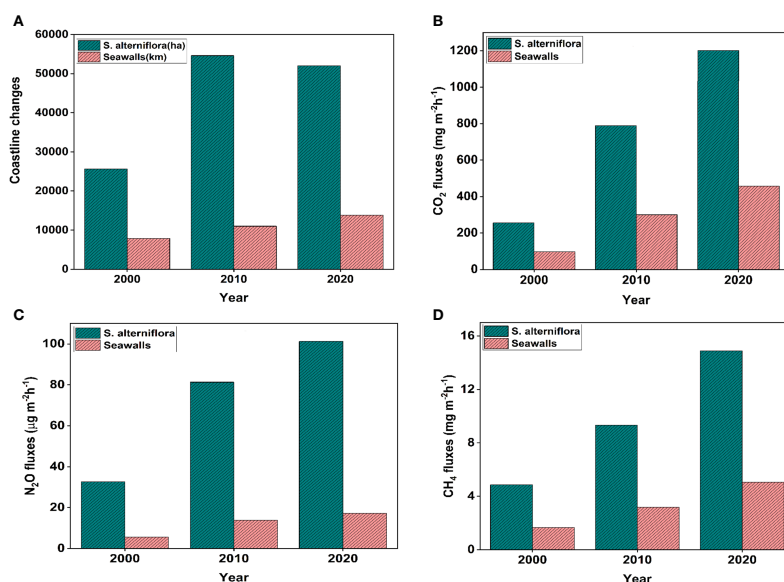 A
S. alterniflora(ha)
Seawalls(km)
Coastline changes
60000
50000
40000
30000
20000
10000
0
2000 2010 2020
Year
B
S. alterniflora
Seawalls
CO₂ fluxes (mg m⁻²h⁻¹)
1200
1000
800
600
400
200
0
2000 2010 2020
Year
C
S. alterniflora
Seawalls
N₂O fluxes (μg m⁻²h⁻¹)
100
80
60
40
20
0
2000 2010 2020
Year
D
S. alterniflora
Seawalls
CH₄ fluxes (mg m⁻²h⁻¹)
16
12
8
4
0
2000 2010 2020
Year